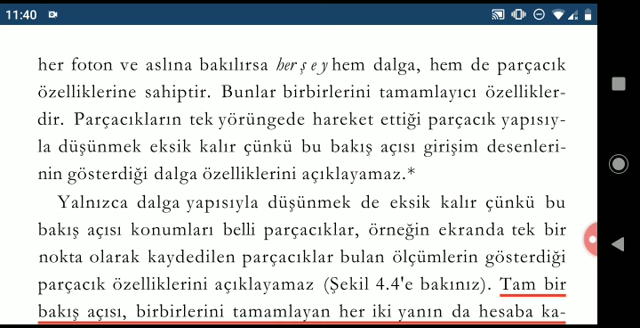 11:40
her foton ve aslına bakılırsa her şey hem dalga, hem de parçacık
özelliklerine sahiptir. Bunlar birbirlerini tamamlayıcı özellikler-
dir. Parçacıkların tek yörüngede hareket ettiği parçacık yapısıy-
la düşünmek eksik kalır çünkü bu bakış açısı girişim desenleri-
nin gösterdiği dalga özelliklerini açıklayamaz.*
Yalnızca dalga yapısıyla düşünmek de eksik kalır çünkü bu
bakış açısı konumları belli parçacıklar, örneğin ekranda tek bir
nokta olarak kaydedilen parçacıklar bulan ölçümlerin gösterdiği
parçacık özelliklerini açıklayamaz (Şekil 4.4'e bakınız). Tam bir
bakış açısı, birbirlerini tamamlayan her iki yanın da hesaba ka-